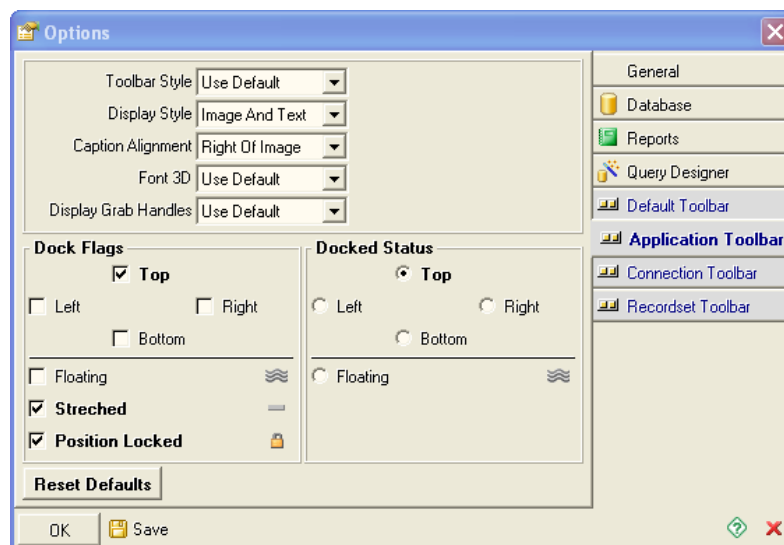 Options
Toolbar Style Use Default
Display Style Image And Text
Caption Alignment Right Of Image
Font 3D Use Default
Display Grab Handles Use Default
Dock Flags
Top
Left Right
Bottom
Floating
Streched
Position Locked
Docked Status
Top
Left Right
Bottom
Floating
Reset Defaults
General
Database
Reports
Query Designer
Default Toolbar
Application Toolbar
Connection Toolbar
Recordset Toolbar
OK Save